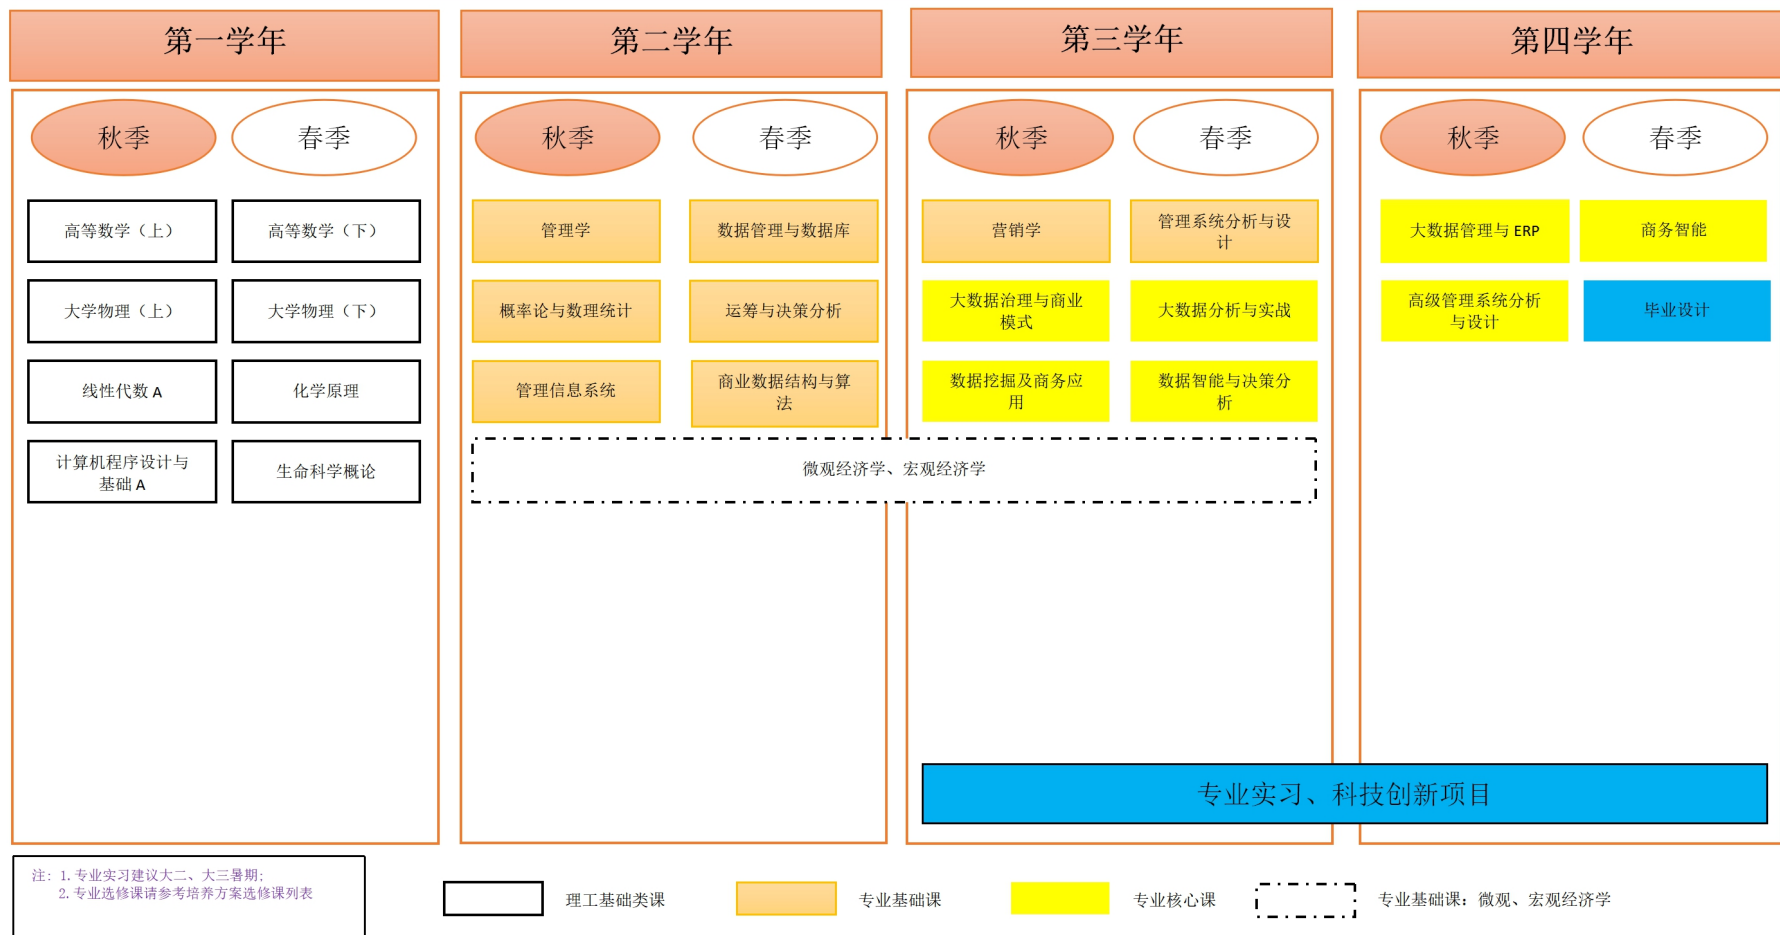 第一学年
第二学年
第三学年
第四学年
秋季
春季
秋季
春季
秋季
春季
秋季
春季
高等数学（上）
高等数学（下）
管理学
数据管理与数据库
营销学
管理系统分析与设
计
大数据管理与 ERP
商务智能
大学物理（上）
大学物理（下）
概率论与数理统计
运筹与决策分析
大数据治理与商业
模式
大数据分析与实战
高级管理系统分析
与设计
毕业设计
线性代数 A
化学原理
管理信息系统
商业数据结构与算
法
数据挖掘及商务应
用
数据智能与决策分
析
计算机程序设计与
基础 A
生命科学概论
微观经济学、宏观经济学
专业实习、科技创新项目
注: 1.专业实习建议大二、大三暑期;
2.专业选修课请参考培养方案选修课列表
理工基础类课
专业基础课
专业核心课
专业基础课：微观、宏观经济学